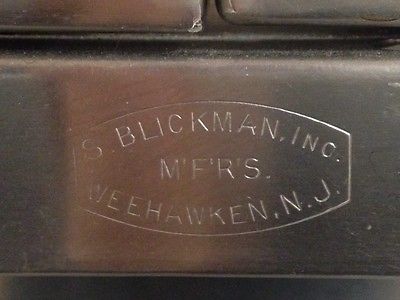 S. BLICKMAN, INC.
M'F'R'S.
WEEHAWKEN, N.J.